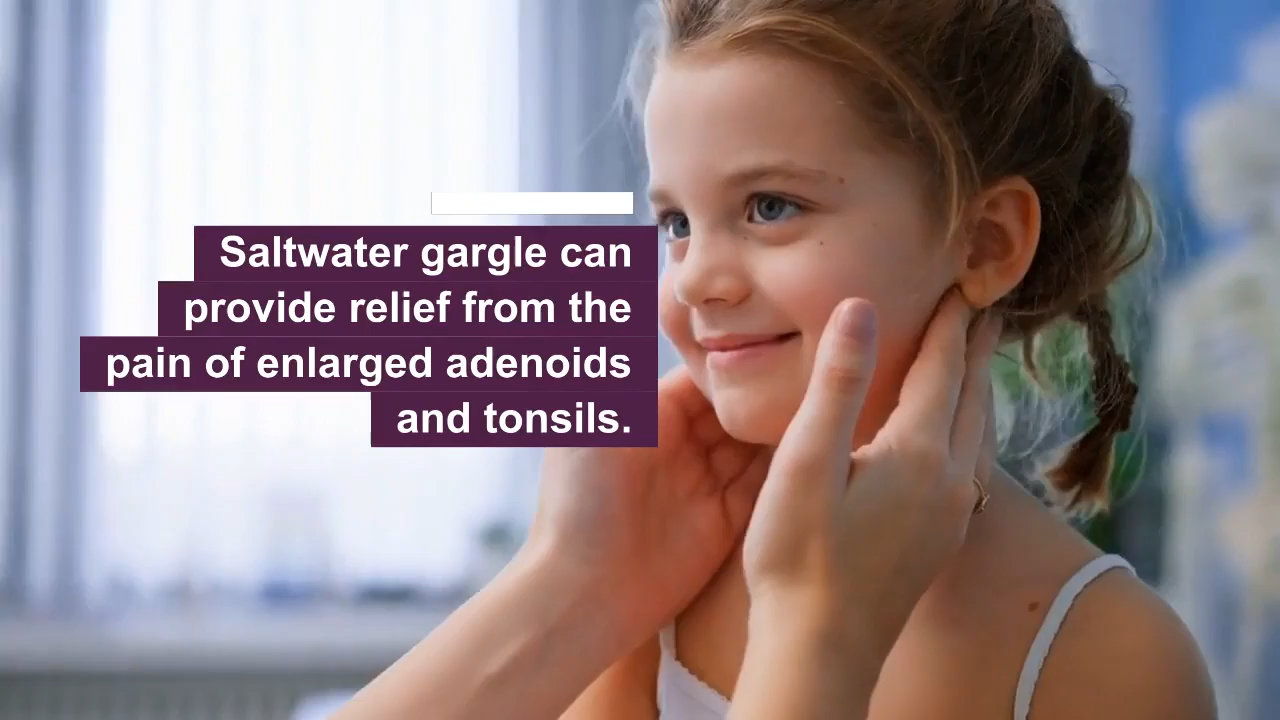 Saltwater gargle can
provide relief from the
pain of enlarged adenoids
and tonsils.